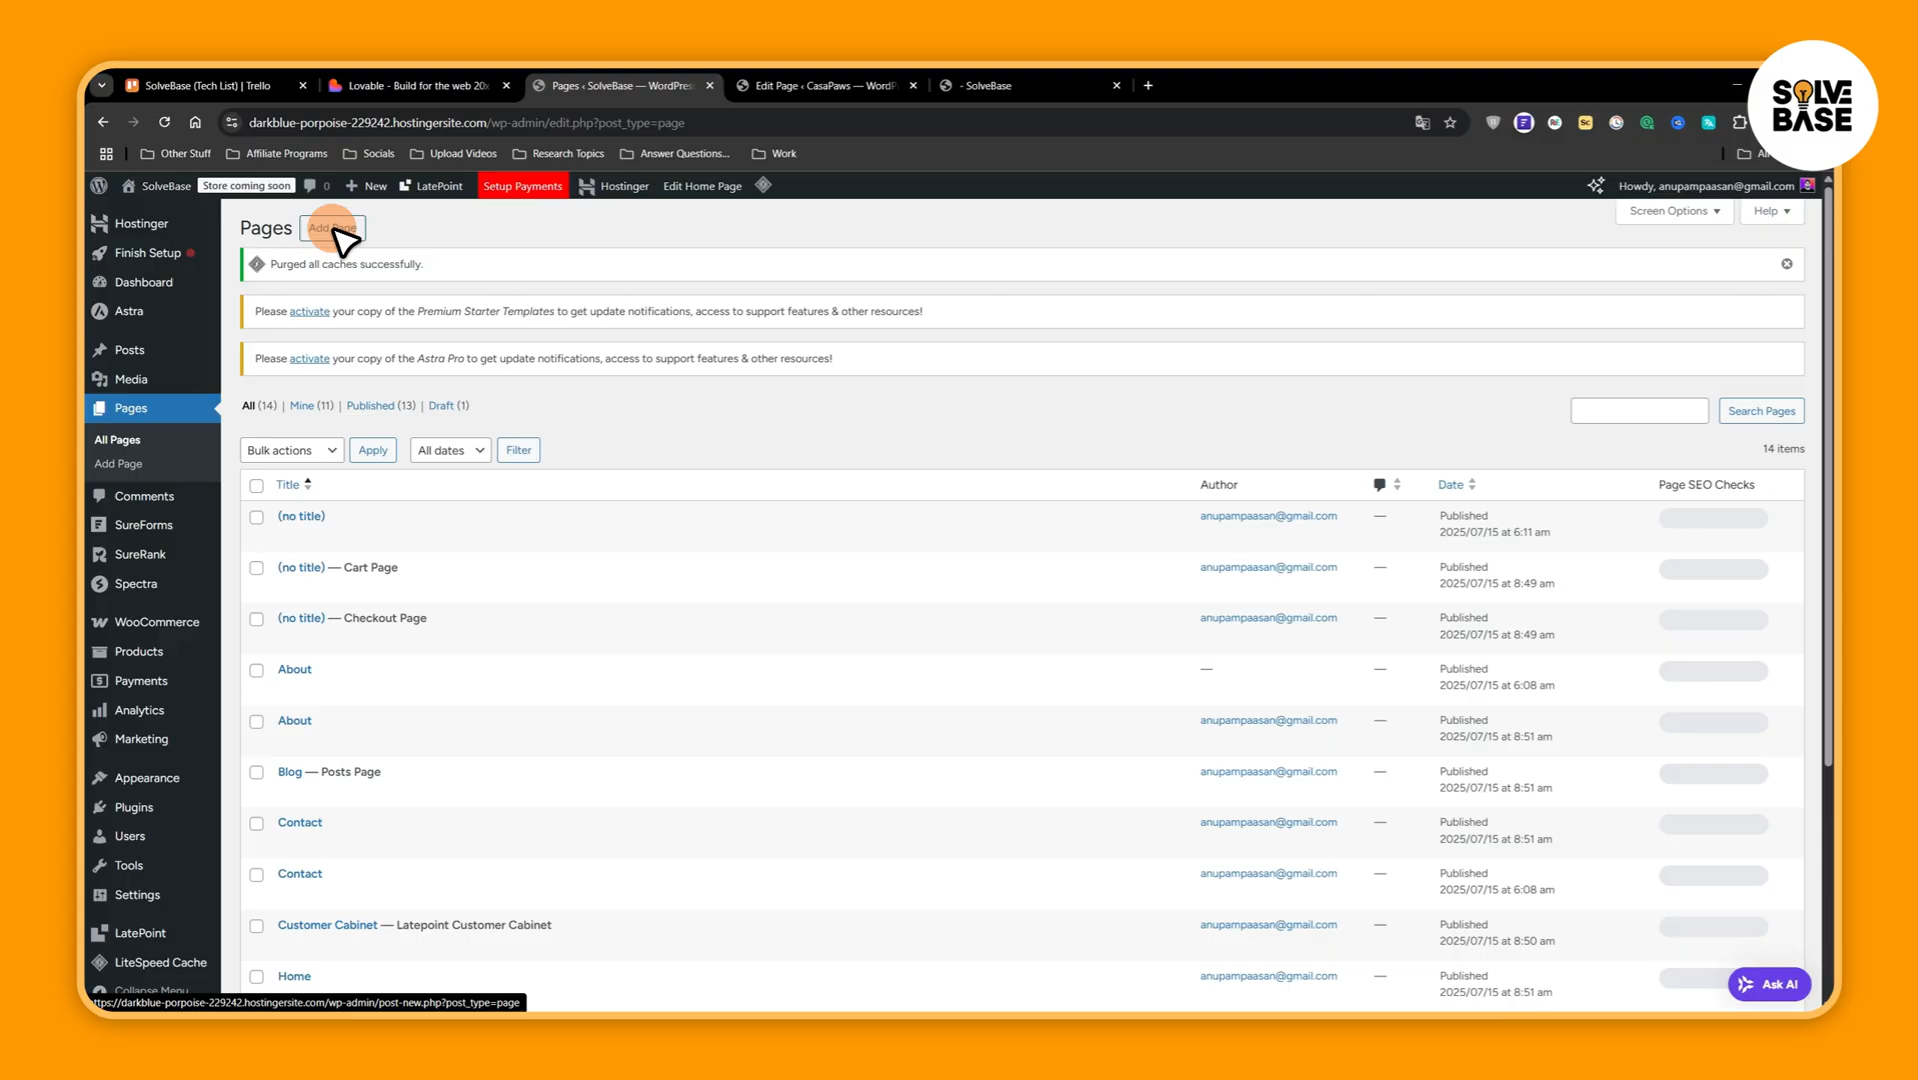 SolveBase (Tech List) | Trello
Lovable - Build for the web 20x
Pages ‹ SolveBase — WordPress
Edit Page ‹ CasaPaws — WordP
- SolveBase
SOLVE
BASE
darkblue-porpoise-229242.hostingersite.com/wp-admin/edit.php?post_type=page
Other Stuff
Affiliate Programs
Socials
Upload Videos
Research Topics
Answer Questions...
Work
SolveBase
Store coming soon
0
New
LatePoint
Setup Payments
Hostinger
Edit Home Page
Howdy, anupampaasan@gmail.com
Hostinger
Finish Setup
Dashboard
Astra
Posts
Media
Pages
All Pages
Add Page
Comments
SureForms
SureRank
Spectra
WooCommerce
Products
Payments
Analytics
Marketing
Appearance
Plugins
Users
Tools
Settings
LatePoint
LiteSpeed Cache
Collapse Menu
Pages
Add Page
Screen Options
Help
Purged all caches successfully.
Please activate your copy of the Premium Starter Templates to get update notifications, access to support features & other resources!
Please activate your copy of the Astra Pro to get update notifications, access to support features & other resources!
All (14) | Mine (11) | Published (13) | Draft (1)
Search Pages
Bulk actions
Apply
All dates
Filter
14 items
Title
Author
Date
Page SEO Checks
(no title)
anupampaasan@gmail.com
—
Published
2025/07/15 at 6:11 am
(no title) — Cart Page
anupampaasan@gmail.com
—
Published
2025/07/15 at 8:49 am
(no title) — Checkout Page
anupampaasan@gmail.com
—
Published
2025/07/15 at 8:49 am
About
—
—
Published
2025/07/15 at 6:08 am
About
anupampaasan@gmail.com
—
Published
2025/07/15 at 8:51 am
Blog — Posts Page
anupampaasan@gmail.com
—
Published
2025/07/15 at 8:51 am
Contact
anupampaasan@gmail.com
—
Published
2025/07/15 at 8:51 am
Contact
anupampaasan@gmail.com
—
Published
2025/07/15 at 6:08 am
Customer Cabinet — Latepoint Customer Cabinet
anupampaasan@gmail.com
—
Published
2025/07/15 at 8:50 am
Home
anupampaasan@gmail.com
—
Published
2025/07/15 at 8:51 am
Ask AI
https://darkblue-porpoise-229242.hostingersite.com/wp-admin/post-new.php?post_type=page